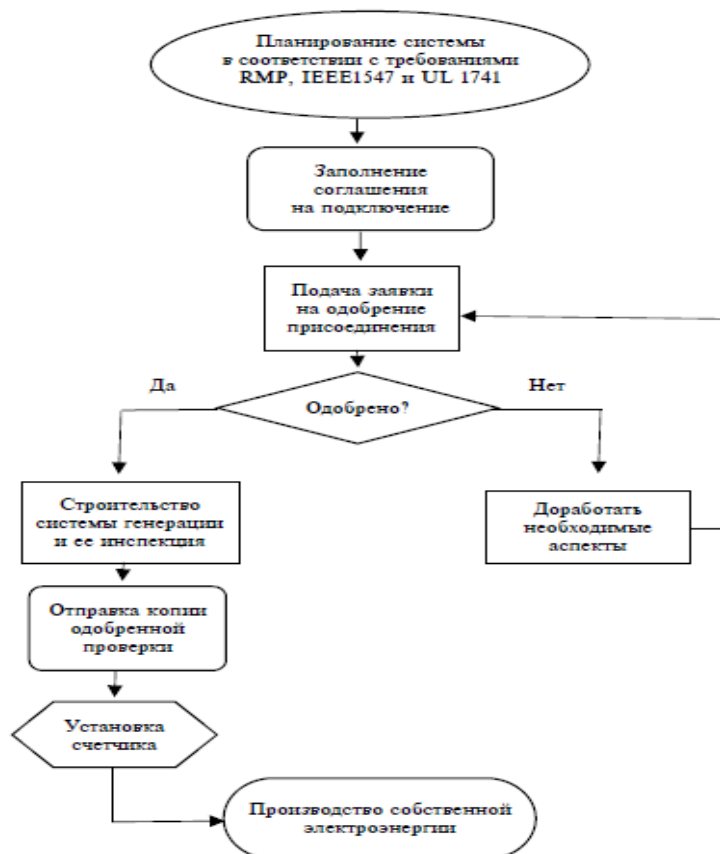 Планирование системы
в соответствии с требованиями
RMP, IEEE1547 и UL 1741
Заполнение
соглашения
на подключение
Подача заявки
на одобрение
присоединения
Да
Нет
Одобрено?
Строительство
системы генерации
и ее инспекция
Доработать
необходимые
аспекты
Отправка копии
одобренной
проверки
Установка
счетчика
Производство собственной
электроэнергии